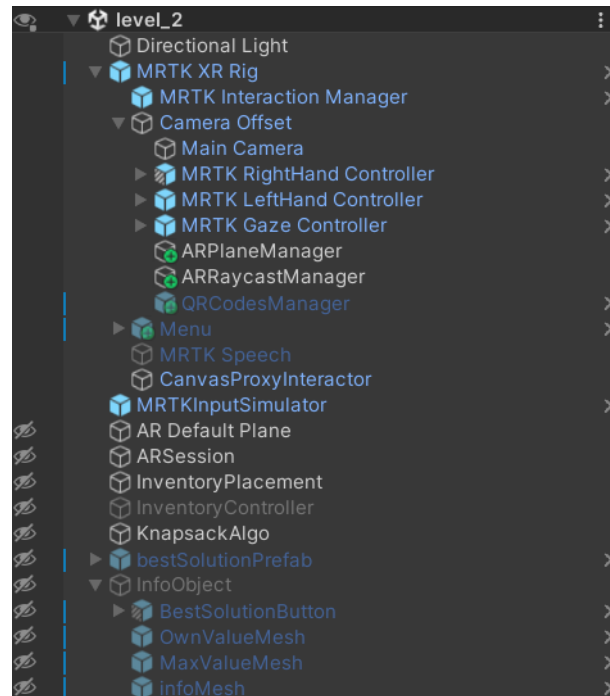 level_2
Directional Light
MRTK XR Rig
MRTK Interaction Manager
Camera Offset
Main Camera
MRTK RightHand Controller
MRTK LeftHand Controller
MRTK Gaze Controller
ARPlaneManager
ARRaycastManager
QRCodesManager
Menu
MRTK Speech
CanvasProxyInteractor
MRTKInputSimulator
AR Default Plane
ARSession
InventoryPlacement
InventoryController
KnapsackAlgo
bestSolutionPrefab
InfoObject
BestSolutionButton
OwnValueMesh
MaxValueMesh
infoMesh